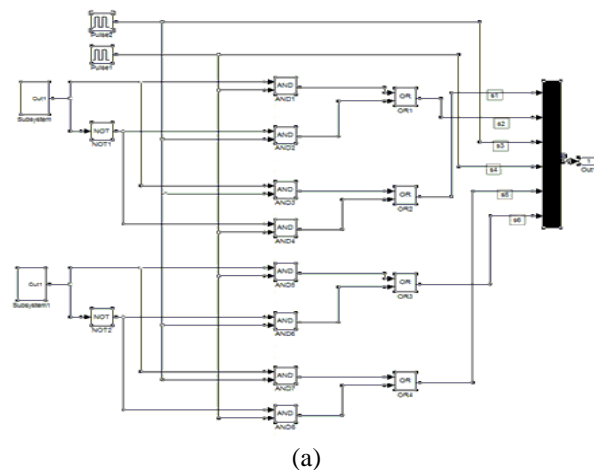 Pulse2
Pulse1
Out1
Subsystem
NOT
NOT1
AND
AND1
AND
AND2
AND
AND3
AND
AND4
OR
OR1
OR
OR2
s1
s2
s3
s4
s5
s6
1
Out1
Out1
Subsystem1
NOT
NOT2
AND
AND5
AND
AND6
AND
AND7
AND
AND8
OR
OR3
OR
OR4
(a)